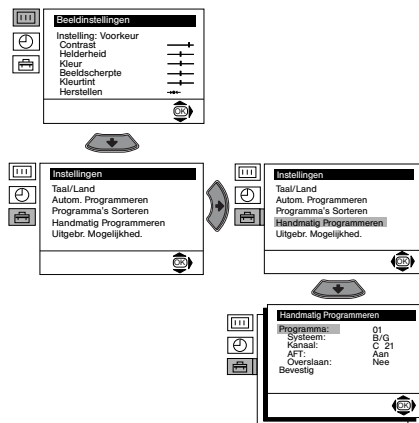 Beeldinstellingen
Instelling: Voorkeur
Contrast
Helderheid
Kleur
Beeldscherpte
Kleurtint
Herstellen
OK
Instellingen
Taal/Land
Autom. Programmeren
Programma's Sorteren
Handmatig Programmeren
Uitgebr. Mogelijkhed.
OK
Instellingen
Taal/Land
Autom. Programmeren
Programma's Sorteren
Handmatig Programmeren
Uitgebr. Mogelijkhed.
OK
Handmatig Programmeren
Programma: 01
Systeem: B/G
Kanaal: C 21
AFT: Aan
Overslaan: Nee
Bevestig
OK